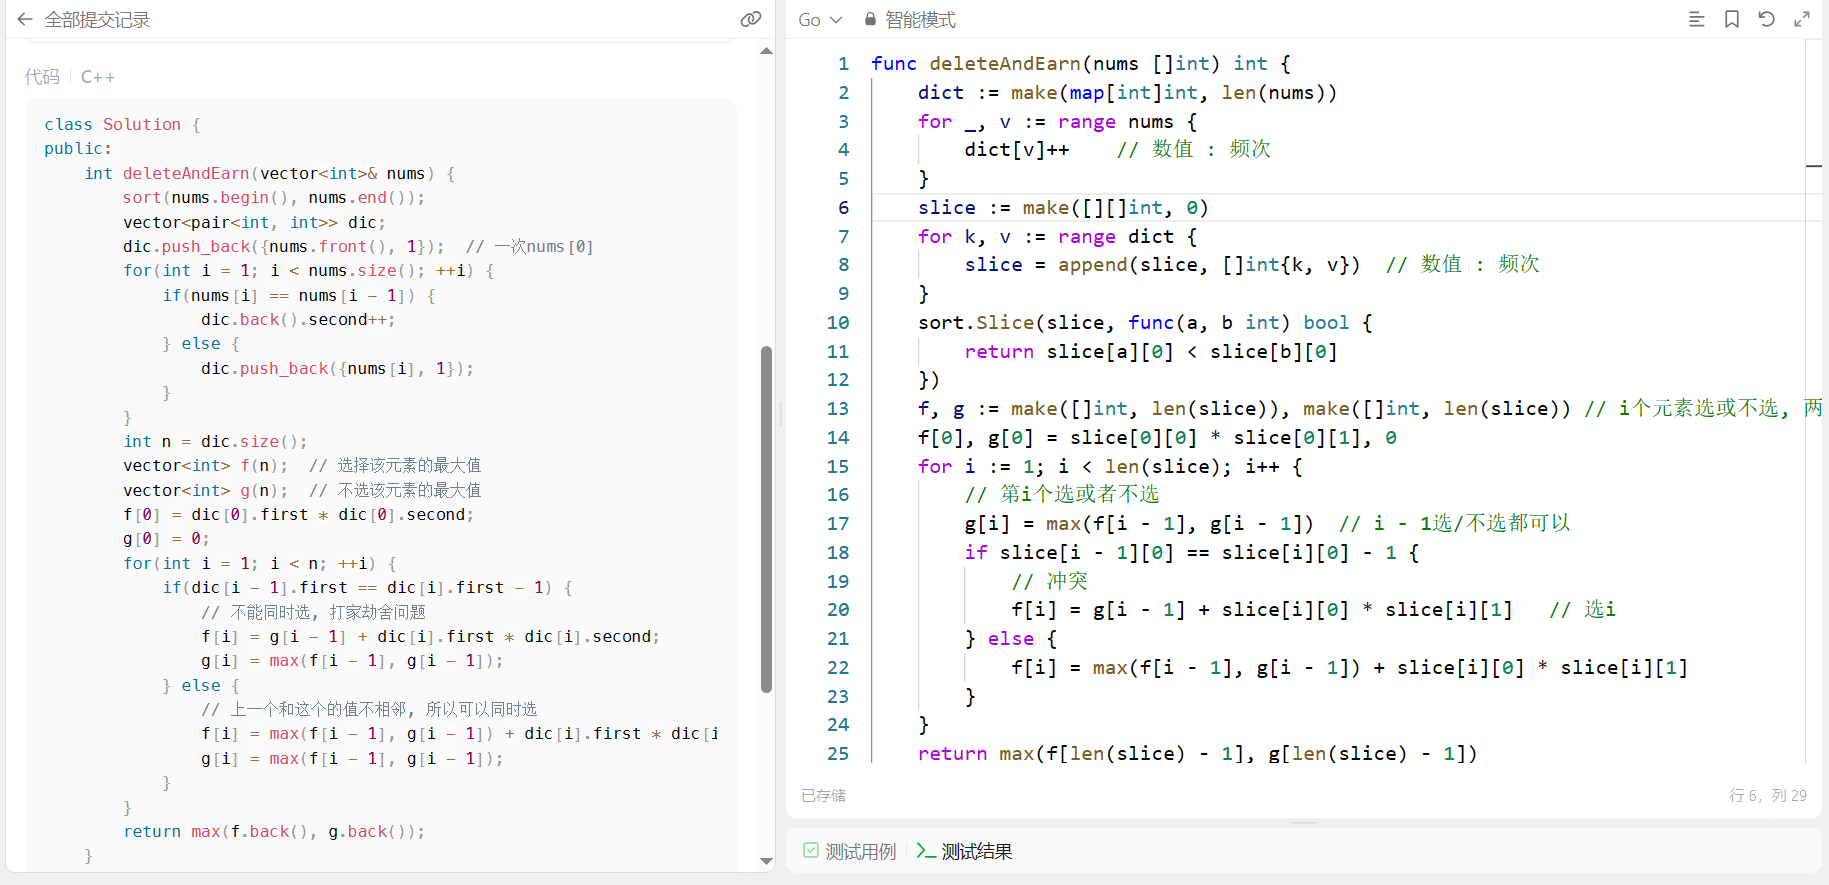 全部提交记录
代码 C++
class Solution {
public:
    int deleteAndEarn(vector<int>& nums) {
        sort(nums.begin(), nums.end());
        vector<pair<int, int>> dic;
        dic.push_back({nums.front(), 1});  // 一次nums[0]
        for(int i = 1; i < nums.size(); ++i) {
            if(nums[i] == nums[i - 1]) {
                dic.back().second++;
            } else {
                dic.push_back({nums[i], 1});
            }
        }
        int n = dic.size();
        vector<int> f(n);  // 选择该元素的最大值
        vector<int> g(n);  // 不选该元素的最大值
        f[0] = dic[0].first * dic[0].second;
        g[0] = 0;
        for(int i = 1; i < n; ++i) {
            if(dic[i - 1].first == dic[i].first - 1) {
                // 不能同时选, 打家劫舍问题
                f[i] = g[i - 1] + dic[i].first * dic[i].second;
                g[i] = max(f[i - 1], g[i - 1]);
            } else {
                // 上一个和这个的值不相邻, 所以可以同时选
                f[i] = max(f[i - 1], g[i - 1]) + dic[i].first * dic[i
                g[i] = max(f[i - 1], g[i - 1]);
            }
        }
        return max(f.back(), g.back());
    }
Go 智能模式
1 func deleteAndEarn(nums []int) int {
2     dict := make(map[int]int, len(nums))
3     for _, v := range nums {
4         dict[v]++    // 数值 : 频次
5     }
6     slice := make([][]int, 0)
7     for k, v := range dict {
8         slice = append(slice, []int{k, v})  // 数值 : 频次
9     }
10     sort.Slice(slice, func(a, b int) bool {
11         return slice[a][0] < slice[b][0]
12     })
13     f, g := make([]int, len(slice)), make([]int, len(slice)) // i个元素选或不选, 两
14     f[0], g[0] = slice[0][0] * slice[0][1], 0
15     for i := 1; i < len(slice); i++ {
16         // 第i个选或者不选
17         g[i] = max(f[i - 1], g[i - 1])  // i - 1选/不选都可以
18         if slice[i - 1][0] == slice[i][0] - 1 {
19             // 冲突
20             f[i] = g[i - 1] + slice[i][0] * slice[i][1]   // 选i
21         } else {
22             f[i] = max(f[i - 1], g[i - 1]) + slice[i][0] * slice[i][1]
23         }
24     }
25     return max(f[len(slice) - 1], g[len(slice) - 1])
已存储 行 6, 列 29
测试用例 测试结果